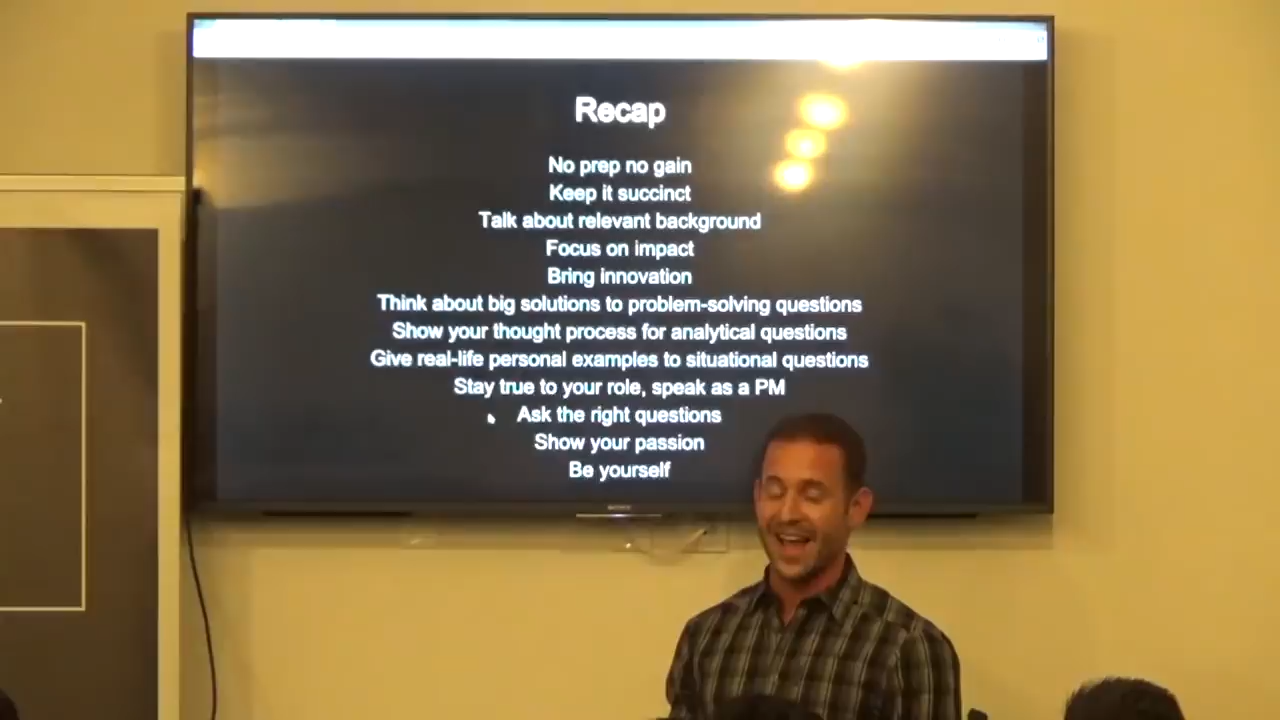 Recap
No prep no gain
Keep it succinct
Talk about relevant background
Focus on impact
Bring innovation
Think about big solutions to problem-solving questions
Show your thought process for analytical questions
Give real-life personal examples to situational questions
Stay true to your role, speak as a PM
Ask the right questions
Show your passion
Be yourself
SONY